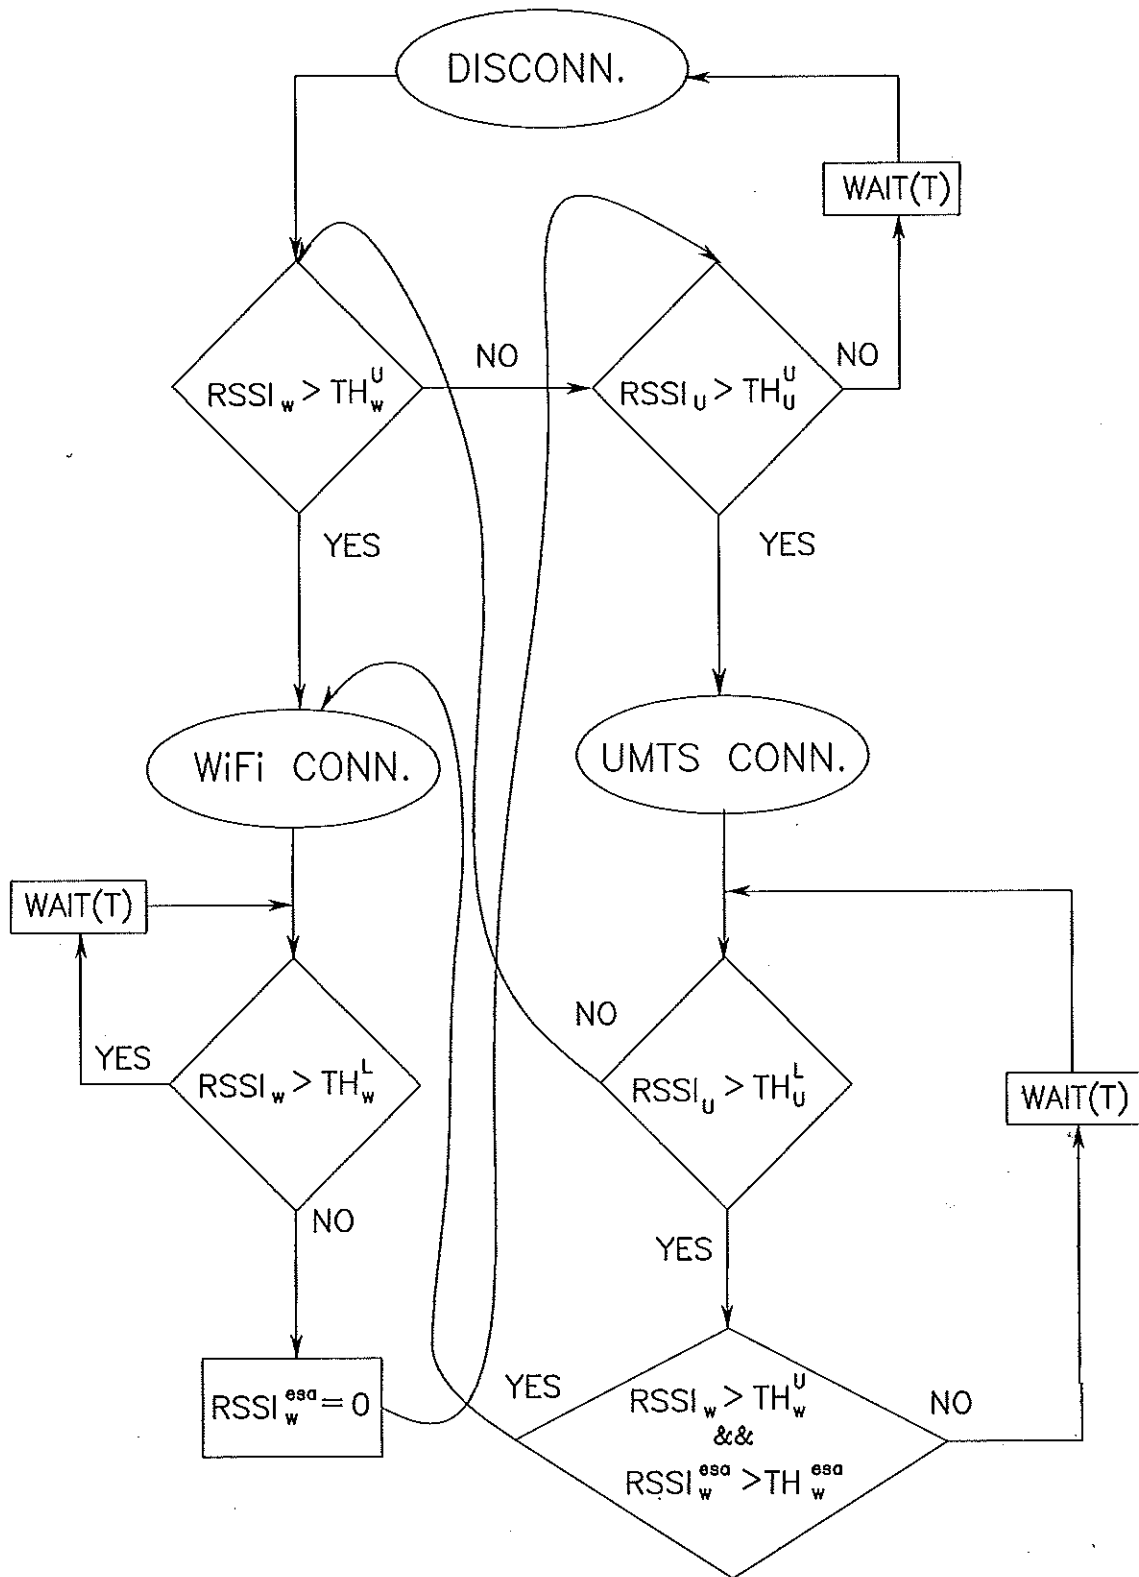 DISCONN.
WAIT(T)
NO
NO
RSSI_w > TH_w^U
RSSI_U > TH_U^U
YES
YES
WiFi CONN.
UMTS CONN.
WAIT(T)
NO
YES
RSSI_w > TH_w^L
RSSI_U > TH_U^L
WAIT(T)
NO
YES
RSSI_w^esa = 0
YES
RSSI_w > TH_w^U
&&
RSSI_w^esa > TH_w^esa
NO